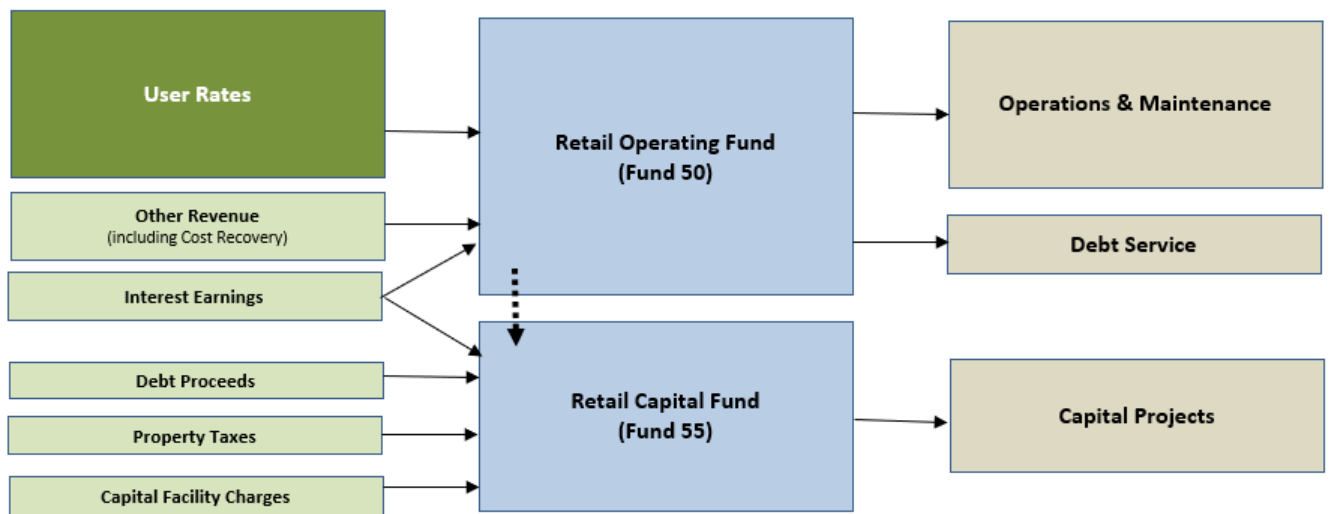 User Rates
Other Revenue
(including Cost Recovery)
Interest Earnings
Debt Proceeds
Property Taxes
Capital Facility Charges
Retail Operating Fund
(Fund 50)
Retail Capital Fund
(Fund 55)
Operations & Maintenance
Debt Service
Capital Projects